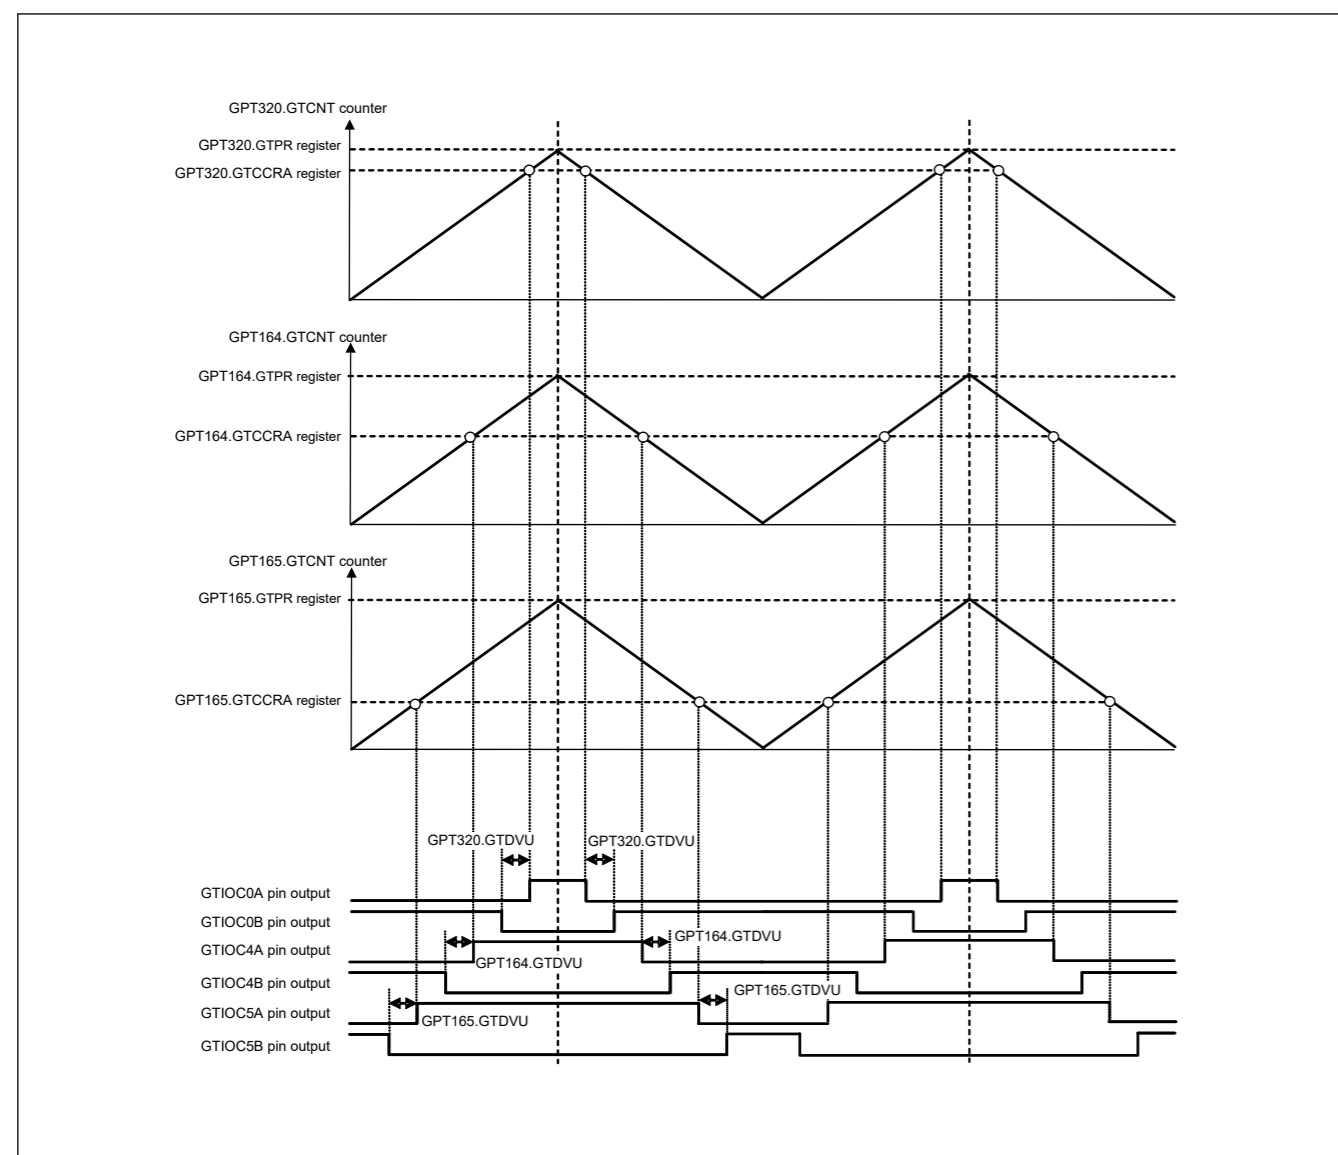 GPT320.GTCNT counter
GPT320.GTPR register
GPT320.GTCCRA register
GPT164.GTCNT counter
GPT164.GTPR register
GPT164.GTCCRA register
GPT165.GTCNT counter
GPT165.GTPR register
GPT165.GTCCRA register
GPT320.GTDVU
GPT320.GTDVU
GTIOC0A pin output
GTIOC0B pin output
GPT164.GTDVU
GTIOC4A pin output
GPT164.GTDVU
GTIOC4B pin output
GPT165.GTDVU
GTIOC5A pin output
GPT165.GTDVU
GTIOC5B pin output